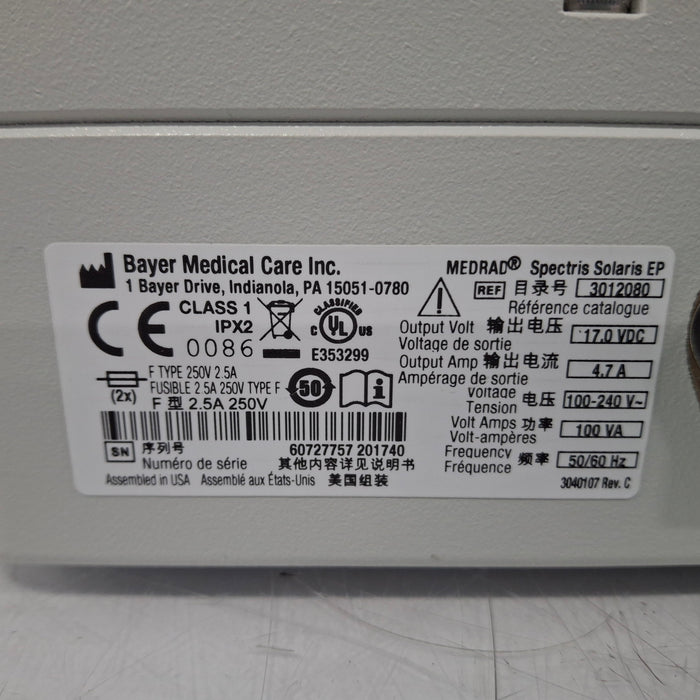 Bayer Medical Care Inc.
1 Bayer Drive, Indianola, PA 15051-0780
CE
0086
CLASS 1
IPX2
CLASSIFIED
C UL US
E353299
(2x)
F TYPE 250V 2.5A
FUSIBLE 2.5A 250V TYPE F
F 型 2.5A 250V
50
SN
序列号
60727757 201740
Numéro de série
其他内容详见说明书
Assembled in USA Assemblé aux États-Unis 美国组装
MEDRAD® Spectris Solaris EP
REF 目录号 3012080
Référence catalogue
Output Volt 输出电压 17.0 VDC
Voltage de sortie
Output Amp 输出电流 4.7 A
Ampérage de sortie
Voltage 电压 100-240 V~
Tension
Volt Amps 功率 100 VA
Volt-ampères
Frequency 频率 50/60 Hz
Fréquence
3040107 Rev. C